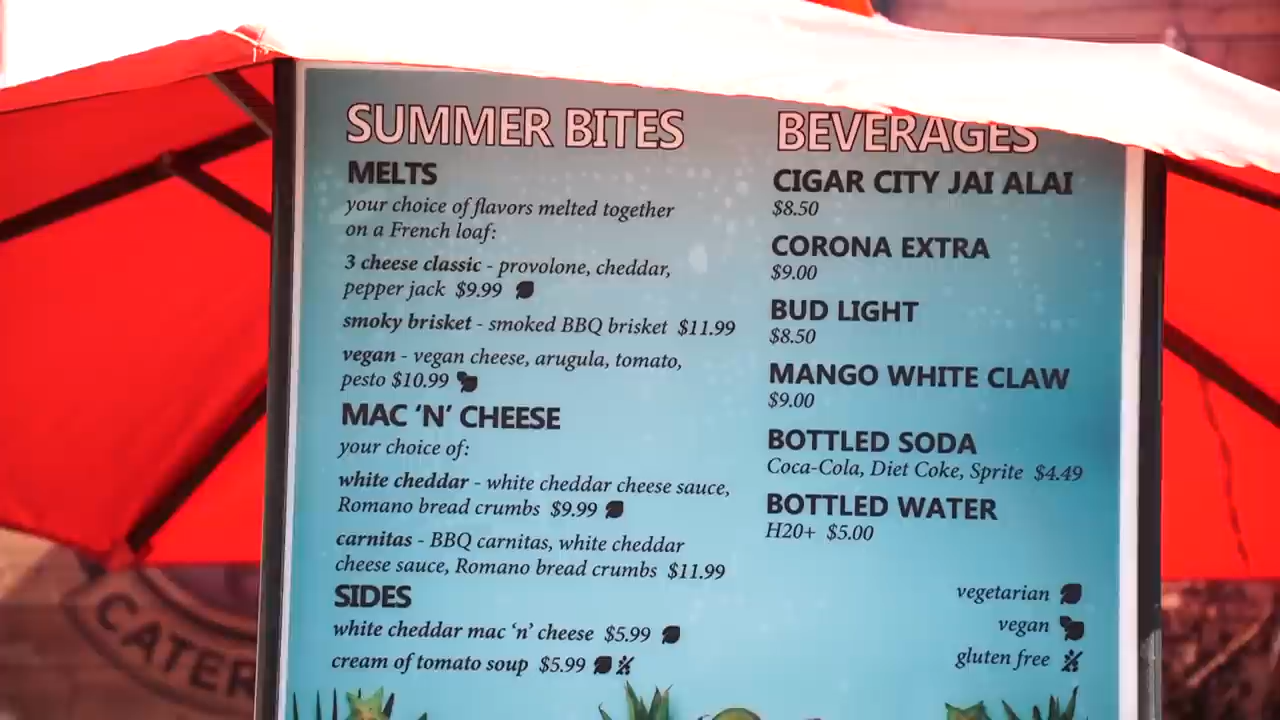 SUMMER BITES
MELTS
your choice of flavors melted together
on a French loaf:
3 cheese classic - provolone, cheddar,
pepper jack $9.99
smoky brisket - smoked BBQ brisket $11.99
vegan - vegan cheese, arugula, tomato,
pesto $10.99
MAC 'N' CHEESE
your choice of:
white cheddar - white cheddar cheese sauce,
Romano bread crumbs $9.99
carnitas - BBQ carnitas, white cheddar
cheese sauce, Romano bread crumbs $11.99
SIDES
white cheddar mac 'n' cheese $5.99
cream of tomato soup $5.99
BEVERAGES
CIGAR CITY JAI ALAI
$8.50
CORONA EXTRA
$9.00
BUD LIGHT
$8.50
MANGO WHITE CLAW
$9.00
BOTTLED SODA
Coca-Cola, Diet Coke, Sprite $4.49
BOTTLED WATER
H20+ $5.00
vegetarian
vegan
gluten free
CATER